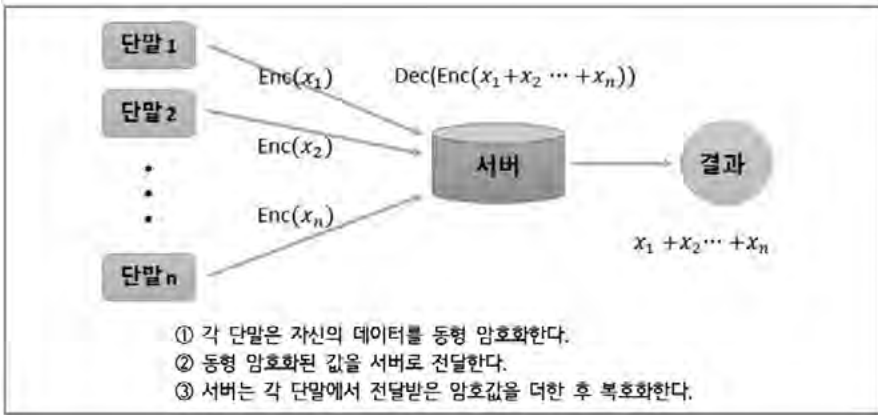 단말 1
Enc(x₁)
Dec(Enc(x₁+x₂ ⋯ +xₙ))
단말 2
Enc(x₂)
서버
결과
Enc(xₙ)
x₁ +x₂⋯ +xₙ
단말 n
① 각 단말은 자신의 데이터를 동형 암호화한다.
② 동형 암호화된 값을 서버로 전달한다.
③ 서버는 각 단말에서 전달받은 암호값을 더한 후 복호화한다.